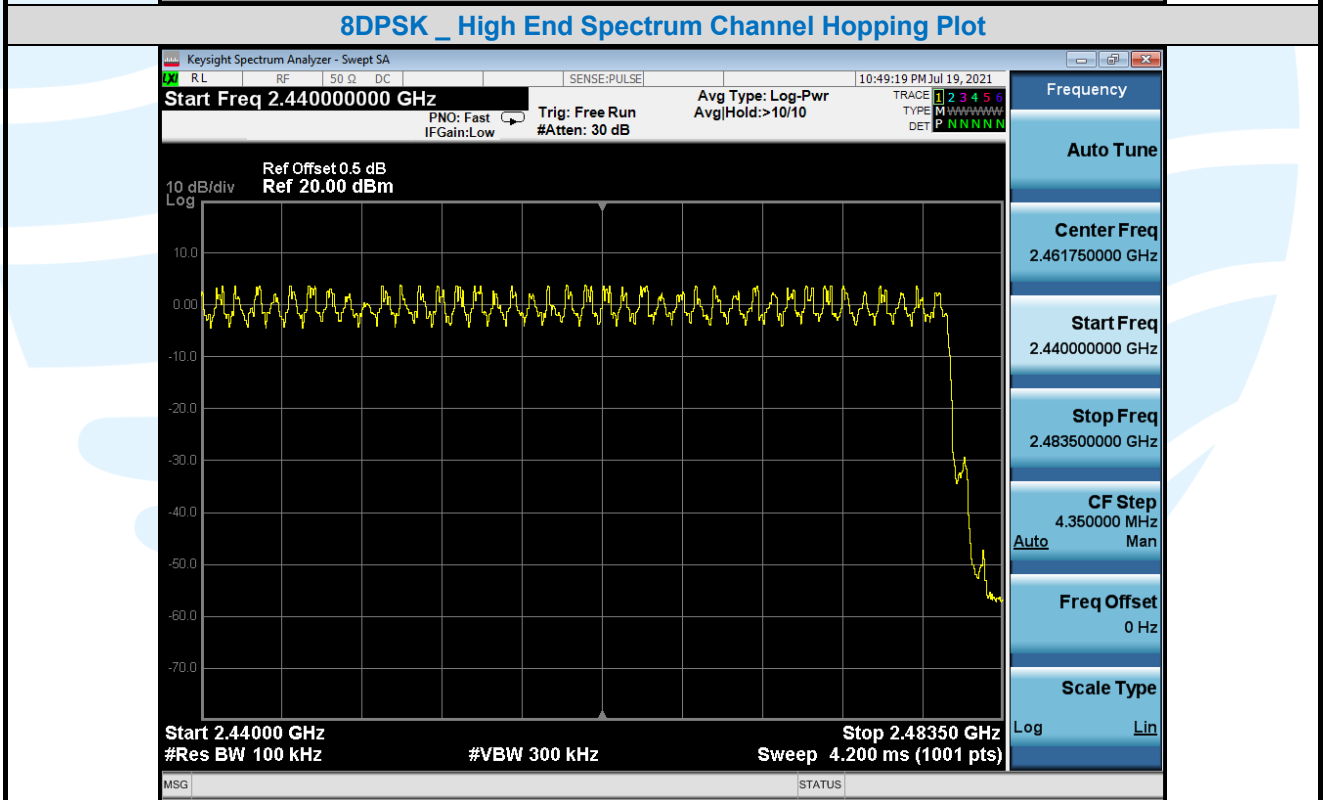 8DPSK _ High End Spectrum Channel Hopping Plot
Keysight Spectrum Analyzer - Swept SA
LXI RL RF 50 Ω DC SENSE:PULSE 10:49:19 PM Jul 19, 2021
Start Freq 2.440000000 GHz
PNO: Fast
IFGain:Low
Trig: Free Run
#Atten: 30 dB
Avg Type: Log-Pwr
Avg|Hold:>10/10
TRACE 1 2 3 4 5 6
TYPE M WWWWW
DET P N N N N N
Ref Offset 0.5 dB
10 dB/div Ref 20.00 dBm
Log
10.0
0.00
-10.0
-20.0
-30.0
-40.0
-50.0
-60.0
-70.0
Start 2.44000 GHz Stop 2.48350 GHz
#Res BW 100 kHz #VBW 300 kHz Sweep 4.200 ms (1001 pts)
MSG STATUS
Frequency
Auto Tune
Center Freq
2.461750000 GHz
Start Freq
2.440000000 GHz
Stop Freq
2.483500000 GHz
CF Step
4.350000 MHz
Auto Man
Freq Offset
0 Hz
Scale Type
Log Lin